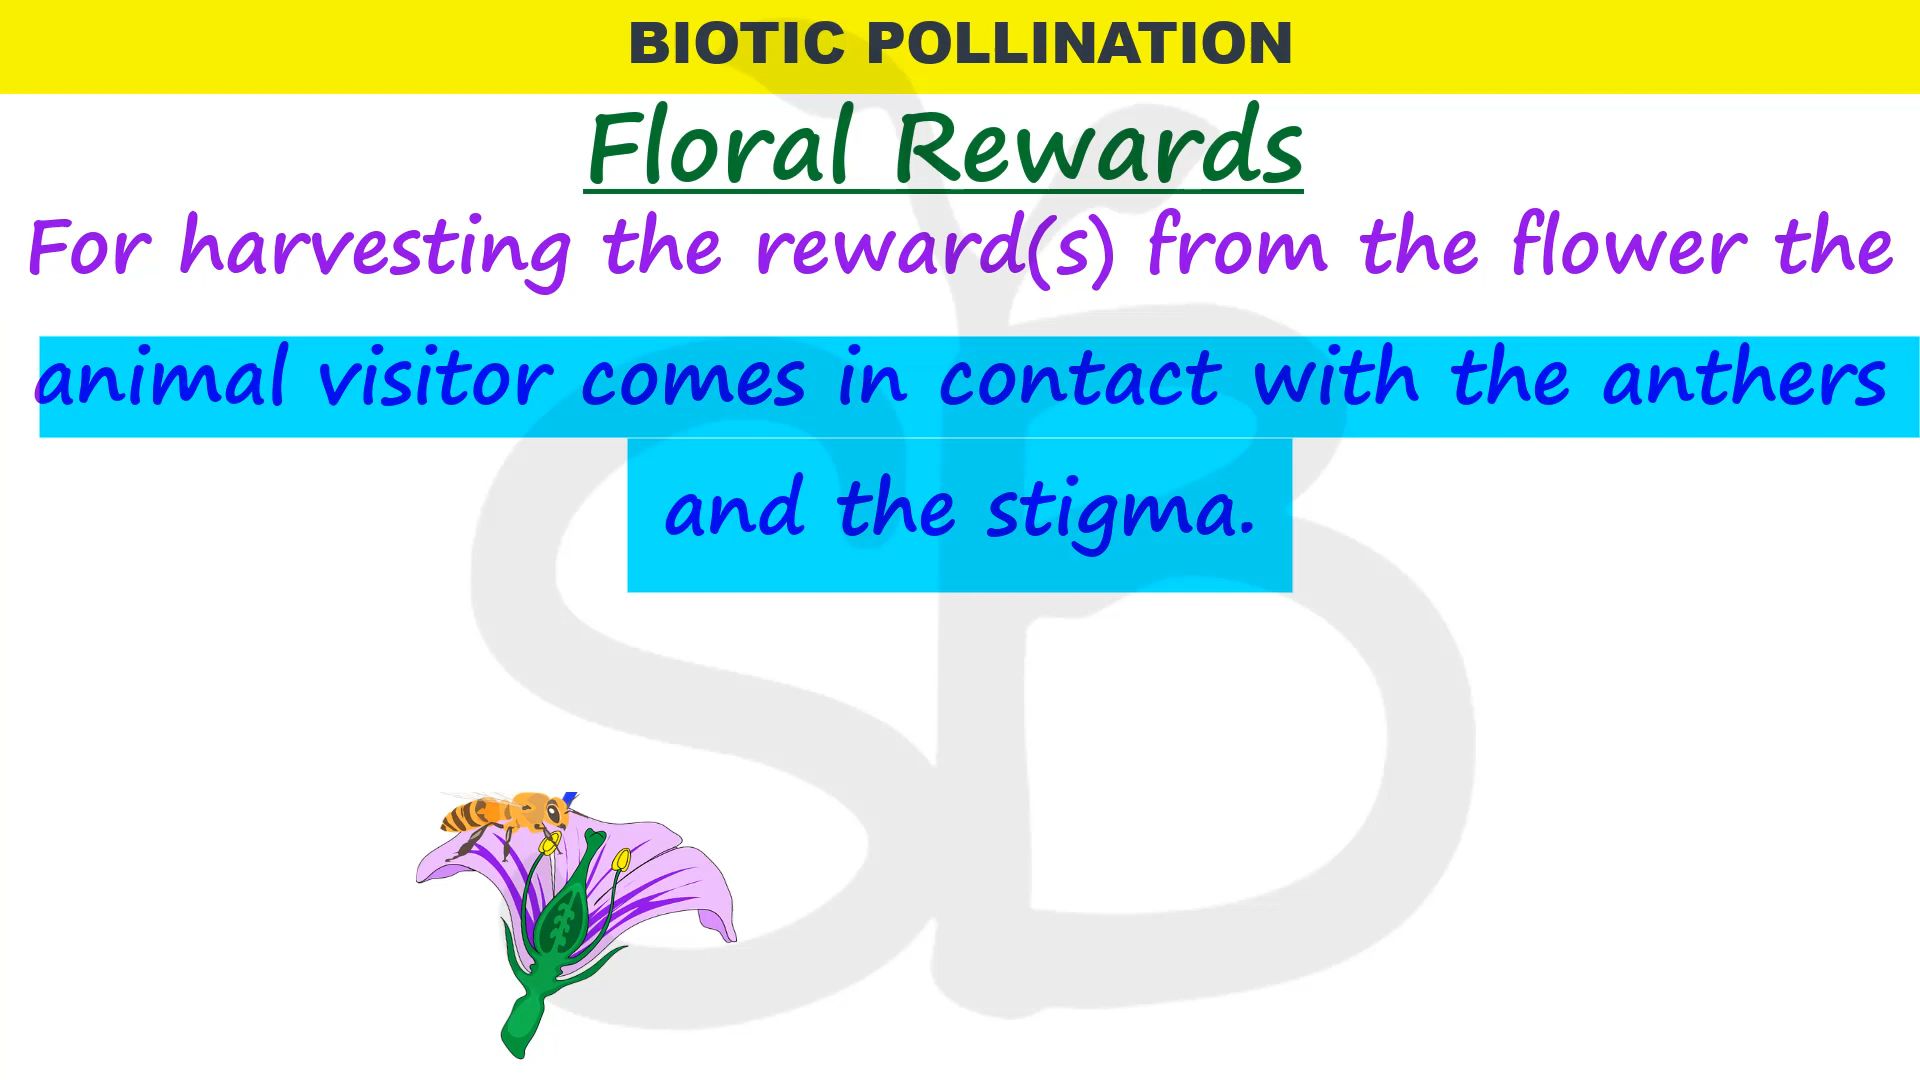 BIOTIC POLLINATION
Floral Rewards
For harvesting the reward(s) from the flower the
animal visitor comes in contact with the anthers
and the stigma.
SB